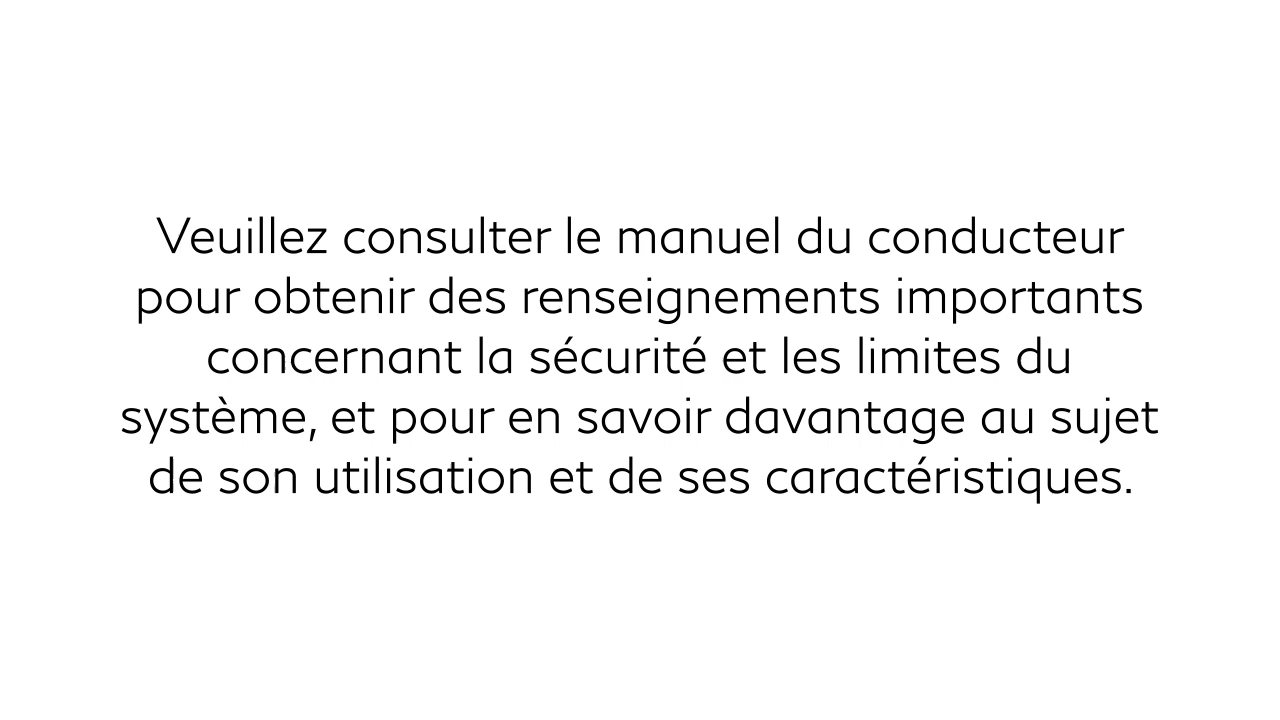 Veuillez consulter le manuel du conducteur
pour obtenir des renseignements importants
concernant la sécurité et les limites du
système, et pour en savoir davantage au sujet
de son utilisation et de ses caractéristiques.